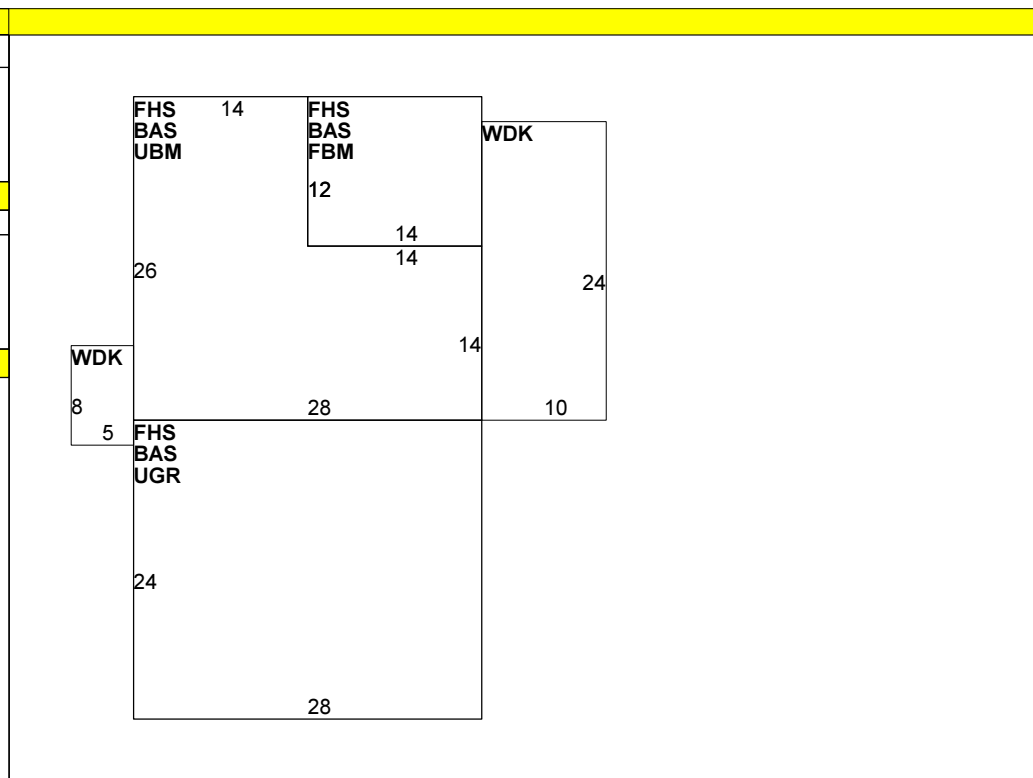 FHS 14 FHS
BAS BAS WDK
UBM FBM
12
14
14
26
24
14
WDK
8 28 10
5 FHS
BAS
UGR
24
28